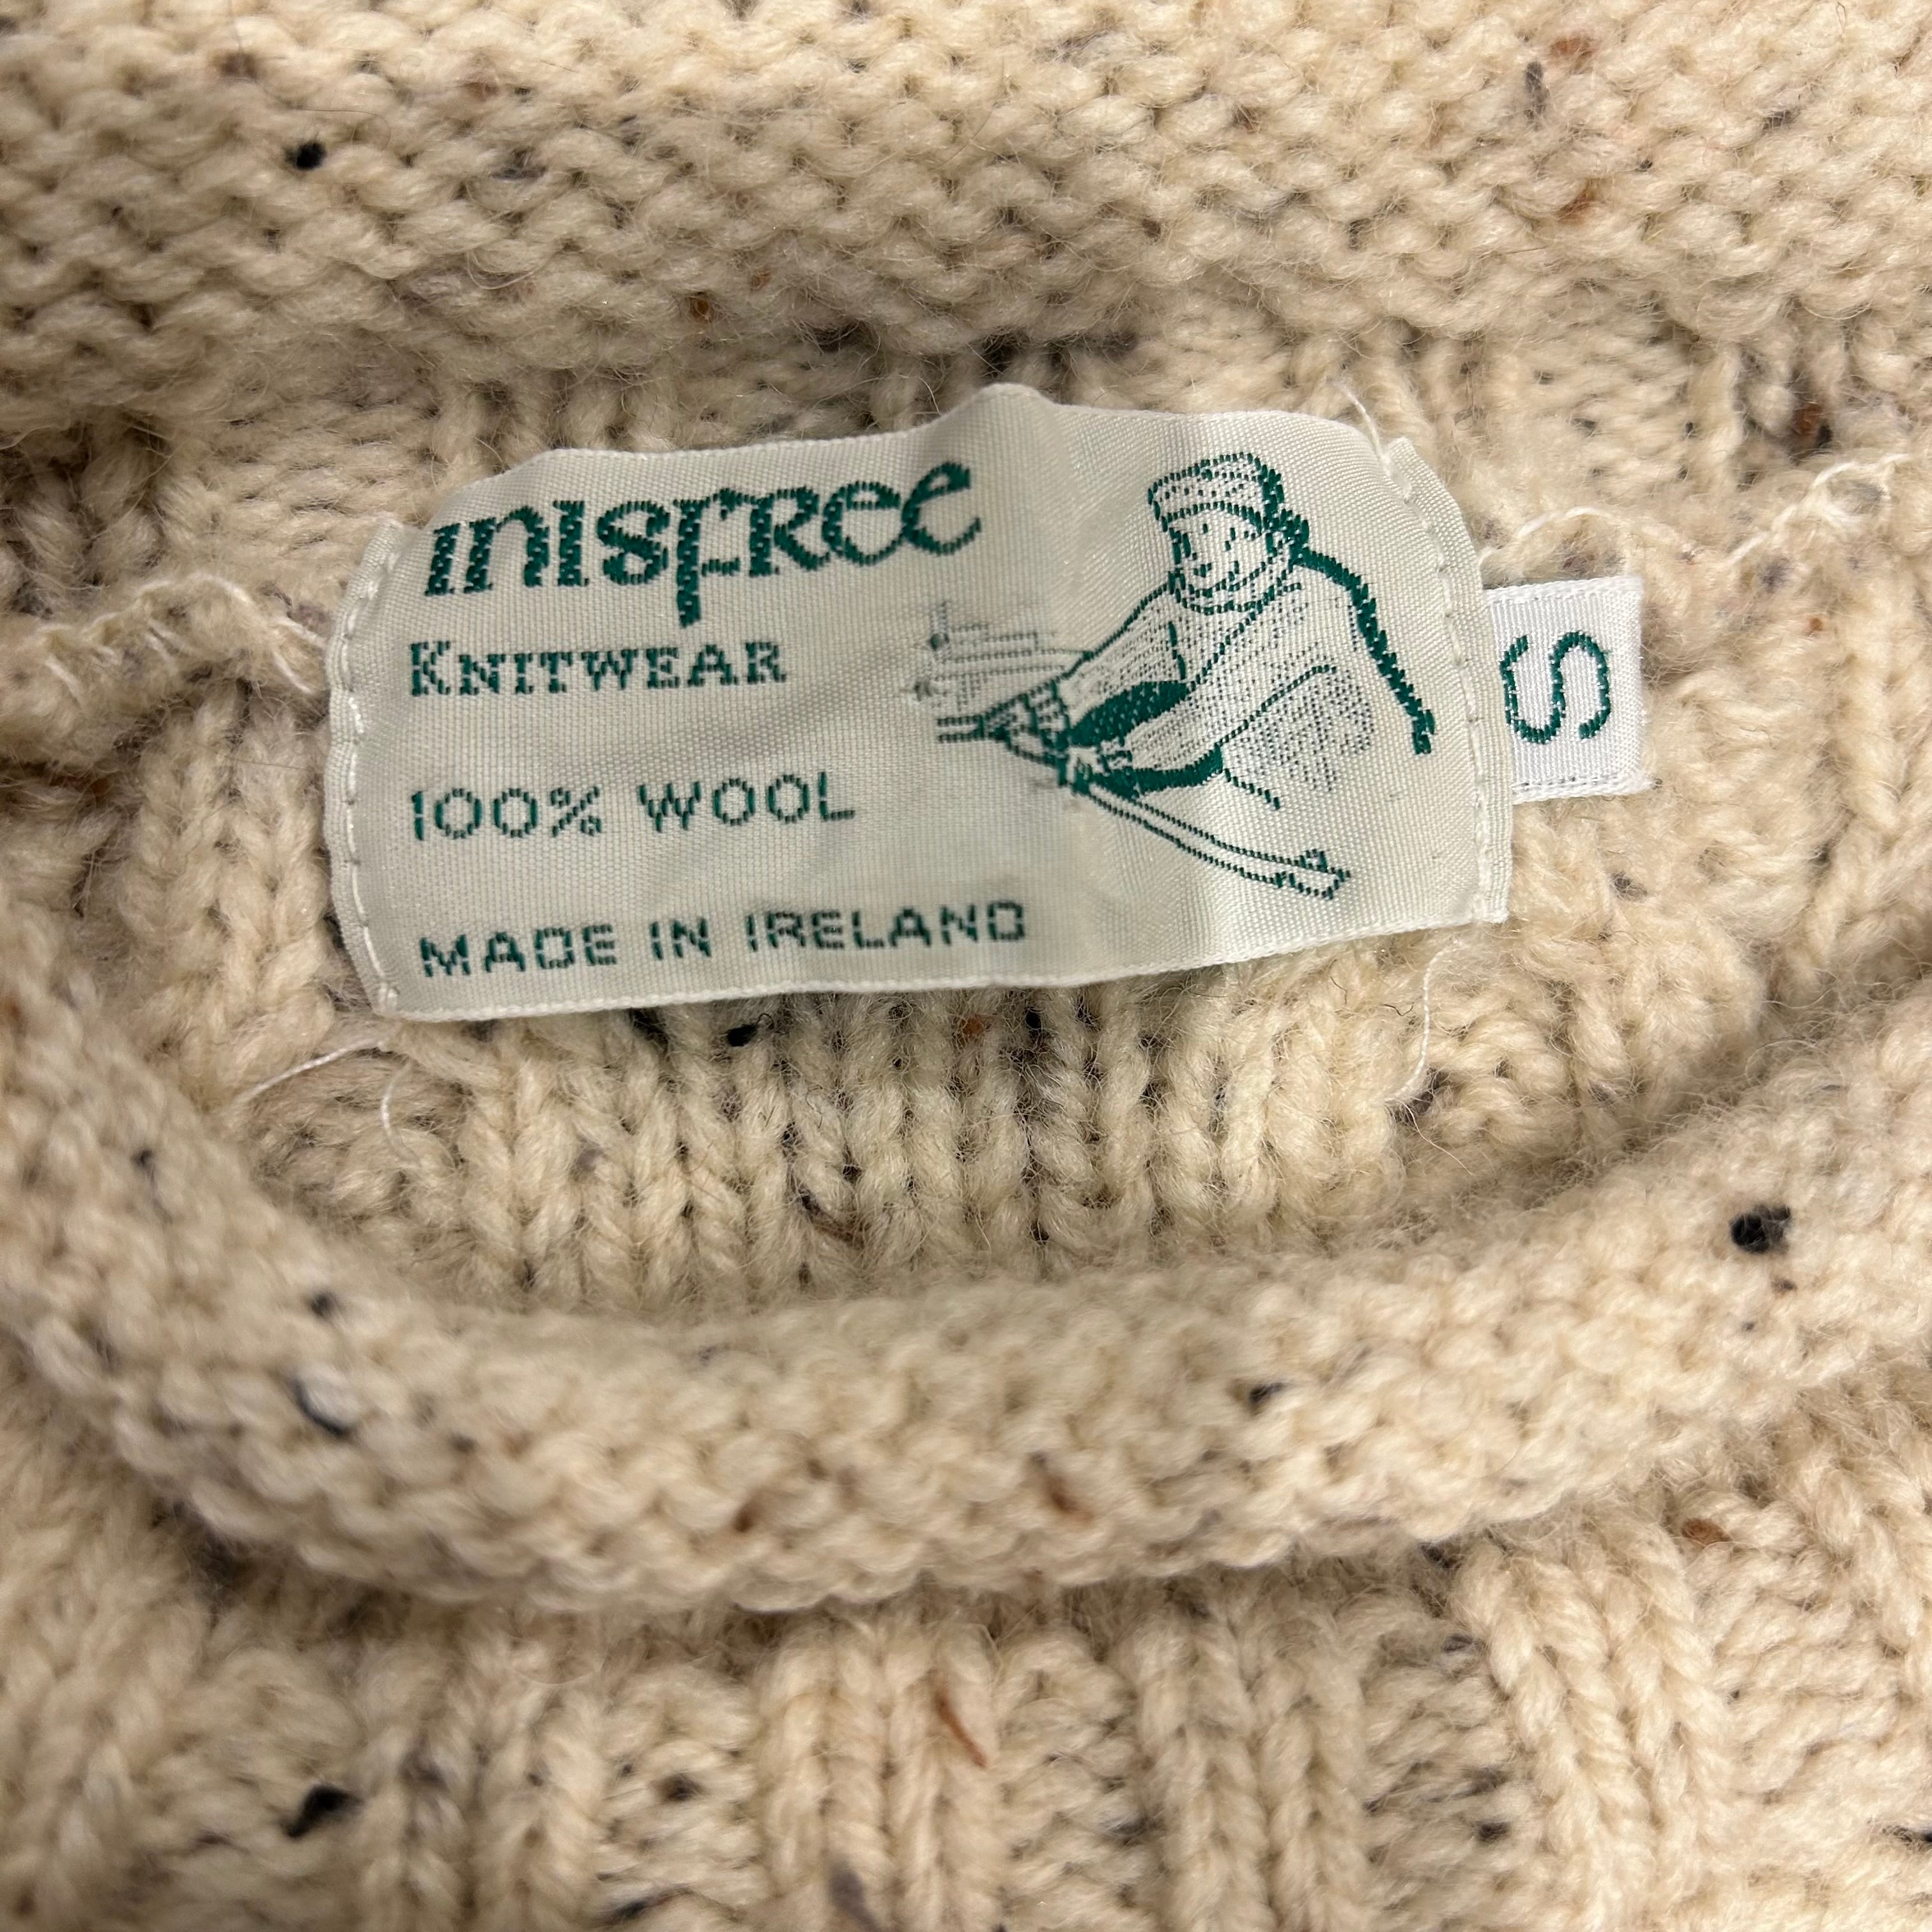 INISFREE
KNITWEAR
100% WOOL
MADE IN IRELAND
S